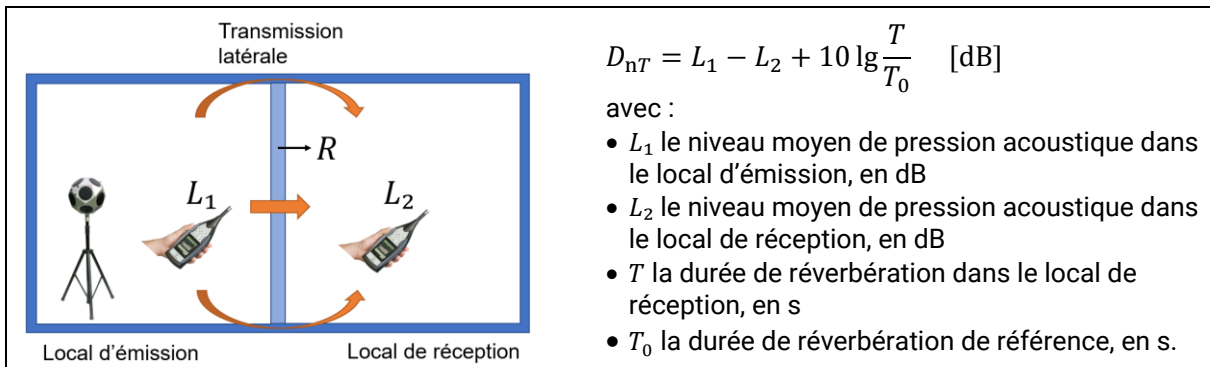 Transmission
latérale
R
L₁
L₂
Local d'émission
Local de réception
D_{nT} = L₁ − L₂ + 10 lg T/T₀ [dB]
avec :
• L₁ le niveau moyen de pression acoustique dans
le local d'émission, en dB
• L₂ le niveau moyen de pression acoustique dans
le local de réception, en dB
• T la durée de réverbération dans le local de
réception, en s
• T₀ la durée de réverbération de référence, en s.